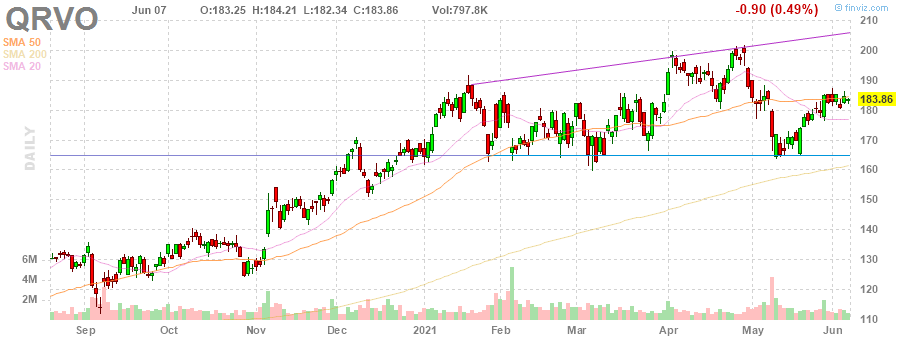 QRVO Jun 07 O:183.25 H:184.21 L:182.34 C:183.86 Vol:797.8K -0.90 (0.49%) © finviz.com
SMA 50
SMA 200
SMA 20
DAILY
210
200
190
183.86
180
170
160
150
140
130
120
110
6M
4M
2M
Sep Oct Nov Dec 2021 Feb Mar Apr May Jun